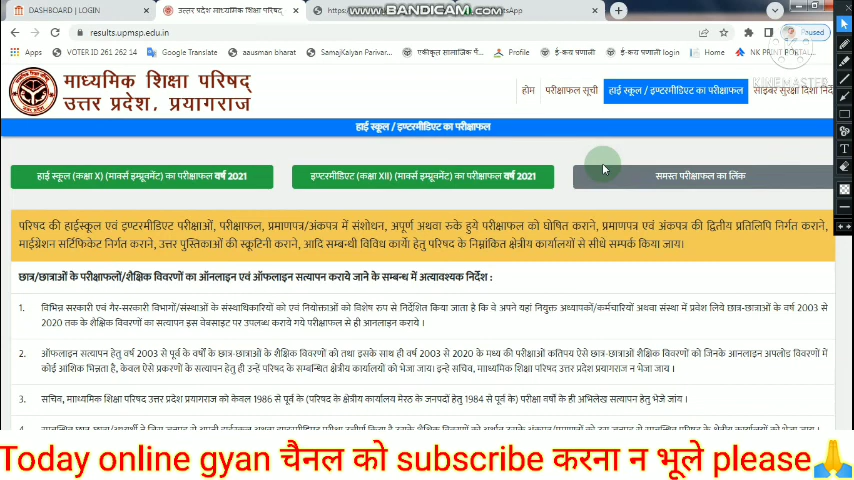 DASHBOARD | LOGIN
उत्तर प्रदेश माध्यमिक शिक्षा परिषद्
https:
WWW.BANDICAM.COM
tsApp
results.upmsp.edu.in
Paused
Apps
VOTER ID 261 262 14
Google Translate
aausman bharat
SamajKalyan Parivar...
एकीकृत सामाजिक पें...
Profile
ई-कय प्रणाली
ई-कय प्रणाली login
Home
NK PRINT PORTAL...
KINEMASTER
माध्यमिक शिक्षा परिषद्
उत्तर प्रदेश, प्रयागराज
होम
परीक्षाफल सूची
हाई स्कूल / इण्टरमीडिएट का परीक्षाफल
साइबर सुरक्षा दिशा निर्दे
हाई स्कूल / इण्टरमीडिएट का परीक्षाफल
हाई स्कूल (कक्षा X) (मार्क्स इम्प्रूवमेंट) का परीक्षाफल वर्ष 2021
इण्टरमीडिएट (कक्षा XII) (मार्क्स इम्प्रूवमेंट) का परीक्षाफल वर्ष 2021
समस्त परीक्षाफल का लिंक
परिषद की हाईस्कूल एवं इण्टरमीडिएट परीक्षाओं, परीक्षाफल, प्रमाणपत्र/अंकपत्र में संशोधन, अपूर्ण अथवा रुके हुये परीक्षाफल को घोषित कराने, प्रमाणपत्र एवं अंकपत्र की द्वितीय प्रतिलिपि निर्गत कराने,
माईग्रेशन सर्टिफिकेट निर्गत कराने, उत्तर पुस्तिकाओं की स्क्रूटिनी कराने, आदि सम्बन्धी विविध कार्यो हेतु परिषद के निम्नांकित क्षेत्रीय कार्यालयों से सीधे सम्पर्क किया जाय।
छात्र/छात्राओं के परीक्षाफलों/शैक्षिक विवरणों का ऑनलाइन एवं ऑफलाइन सत्यापन कराये जाने के सम्बन्ध में अत्यावश्यक निर्देश :
1. विभिन्न सरकारी एवं गैर-सरकारी विभागों/संस्थाओं के संस्थाधिकारियों को एवं नियोक्ताओं को विशेष रुप से निर्देशित किया जाता है कि वे अपने यहां नियुक्त अध्यापकों/कर्मचारियों अथवा संस्था में प्रवेश लिये छात्र-छात्राओं के वर्ष 2003 से
2020 तक के शैक्षिक विवरणों का सत्यापन इस वेबसाइट पर उपलब्ध कराये गये परीक्षाफल से ही आनलाइन कराये ।
2. ऑफलाइन सत्यापन हेतु वर्ष 2003 से पूर्व के वर्षों के छात्र-छात्राओं के शैक्षिक विवरणों को तथा इसके साथ ही वर्ष 2003 से 2020 के मध्य की परीक्षाओं कतिपय ऐसे छात्र-छात्राओं शैक्षिक विवरणों को जिनके आनलाइन अपलोड विवरणों में
कोई आंशिक भिन्नता है, केवल ऐसे प्रकरणों के सत्यापन हेतु ही उन्हें परिषद के सम्बन्धित क्षेत्रीय कार्यालयों को भेजा जाय। इन्हे सचिव, माध्यमिक शिक्षा परिषद उत्तर प्रदेश प्रयागराज न भेजा जाय ।
3. सचिव, माध्यमिक शिक्षा परिषद उत्तर प्रदेश प्रयागराज को केवल 1986 से पूर्व के (परिषद के क्षेत्रीय कार्यालय मेरठ के जनपदों हेतु 1984 से पूर्व के) परीक्षा वर्षों के ही अभिलेख सत्यापन हेतु भेजे जांय ।
Today online gyan चैनल को subscribe करना न भूले please🙏